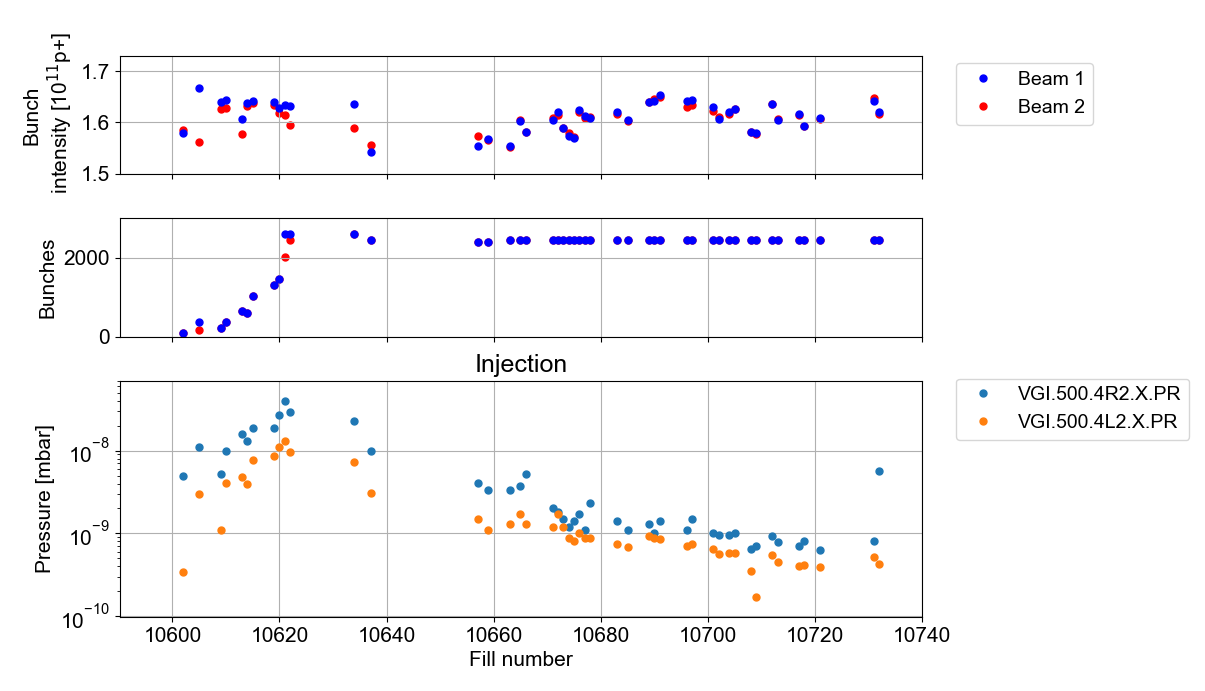 Bunch
intensity [10^11 p+]
1.7
1.6
1.5
Beam 1
Beam 2
Bunches
2000
0
Injection
Pressure [mbar]
10^−8
10^−9
10^−10
VGI.500.4R2.X.PR
VGI.500.4L2.X.PR
10600 10620 10640 10660 10680 10700 10720 10740
Fill number